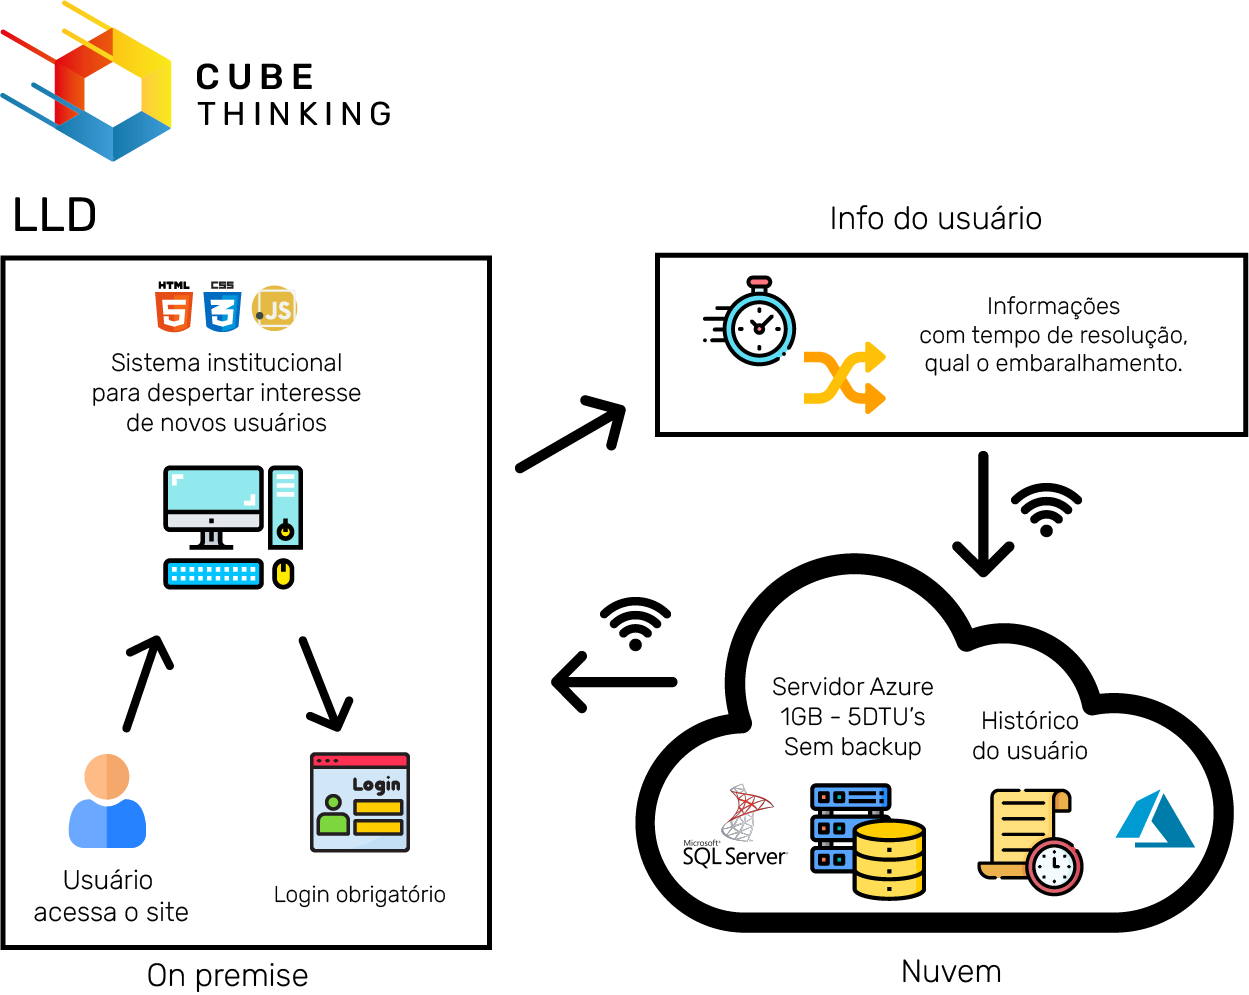 CUBE
THINKING
LLD
HTML
CSS
JS
Sistema institucional
para despertar interesse
de novos usuários
Login
Usuário
acessa o site
Login obrigatório
On premise
Info do usuário
Informações
com tempo de resolução,
qual o embaralhamento.
Servidor Azure
1GB - 5DTU's
Sem backup
Histórico
do usuário
Microsoft®
SQL Server
Nuvem